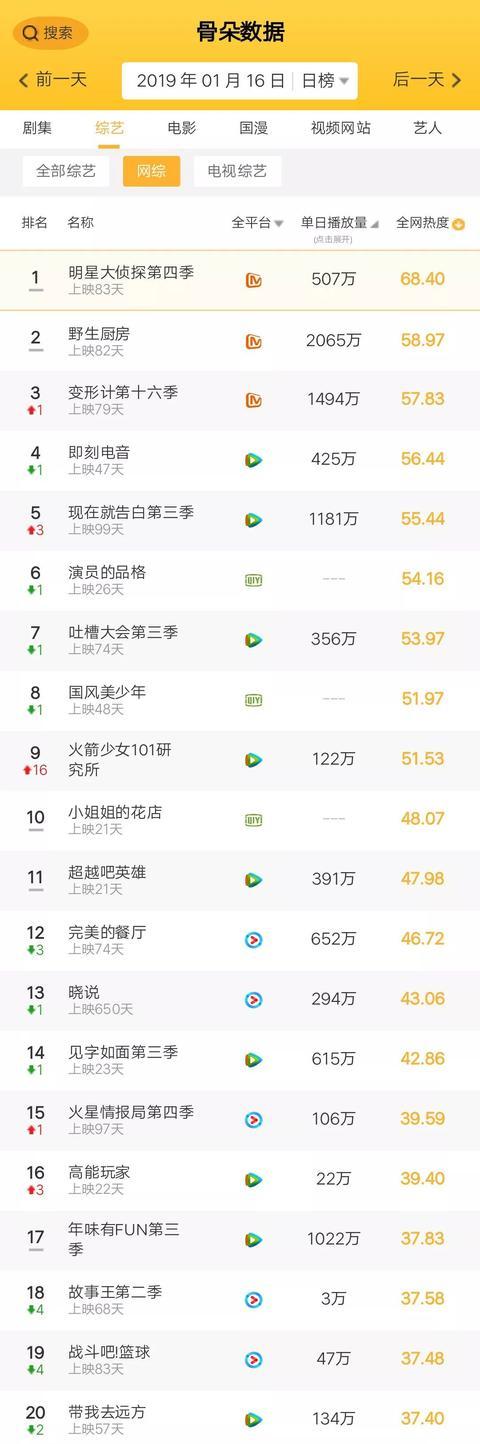 搜索
骨朵数据
前一天
2019 年 01 月 16 日 日榜
后一天
剧集 综艺 电影 国漫 视频网站 艺人
全部综艺 网综 电视综艺
排名 名称 全平台 单日播放量 全网热度
(点击展开)
1 明星大侦探第四季 507万 68.40
上映83天
2 野生厨房 2065万 58.97
上映82天
3 变形计第十六季 1494万 57.83
1 上映79天
4 即刻电音 425万 56.44
1 上映47天
5 现在就告白第三季 1181万 55.44
3 上映99天
6 演员的品格 --- 54.16
1 上映26天
7 吐槽大会第三季 356万 53.97
1 上映74天
8 国风美少年 --- 51.97
1 上映48天
9 火箭少女101研 122万 51.53
16 究所
10 小姐姐的花店 --- 48.07
上映21天
11 超越吧英雄 391万 47.98
上映21天
12 完美的餐厅 652万 46.72
3 上映74天
13 晓说 294万 43.06
1 上映650天
14 见字如面第三季 615万 42.86
1 上映23天
15 火星情报局第四季 106万 39.59
1 上映97天
16 高能玩家 22万 39.40
3 上映22天
17 年味有FUN第三 1022万 37.83
季
18 故事王第二季 3万 37.58
4 上映68天
19 战斗吧!篮球 47万 37.48
4 上映83天
20 带我去远方 134万 37.40
2 上映57天